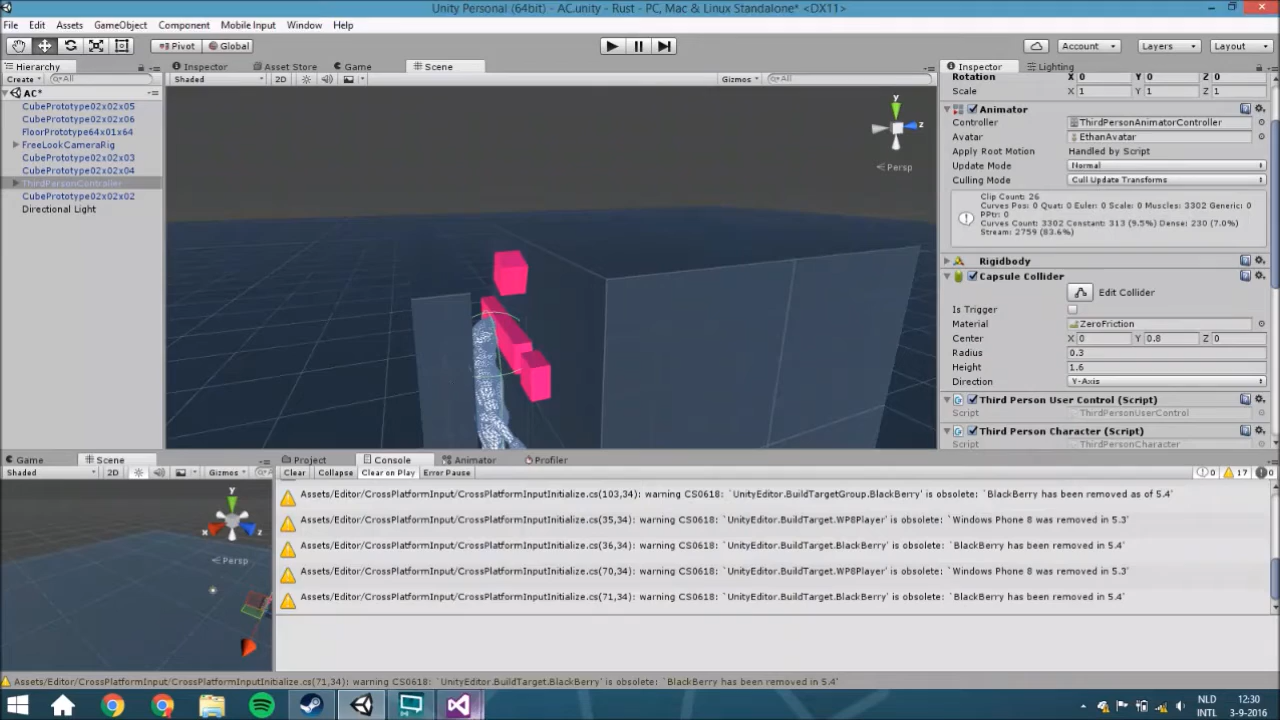 Unity Personal (64bit) - AC.unity - Rust - PC, Mac & Linux Standalone* <DX11>
File Edit Assets GameObject Component Mobile Input Window Help
Pivot Global Account Layers Layout
Hierarchy
Create All
AC*
CubePrototype02x02x05
CubePrototype02x02x06
FloorPrototype64x01x64
FreeLookCameraRig
CubePrototype02x02x03
CubePrototype02x02x04
ThirdPersonController
CubePrototype02x02x02
Directional Light
Inspector Asset Store Game Scene
Shaded 2D Gizmos All
y
z
Persp
Inspector Lighting
Rotation X 0 Y 0 Z 0
Scale X 1 Y 1 Z 1
Animator
Controller ThirdPersonAnimatorController
Avatar EthanAvatar
Apply Root Motion Handled by Script
Update Mode Normal
Culling Mode Cull Update Transforms
Clip Count: 26
Curves Pos: 0 Quat: 0 Euler: 0 Scale: 0 Muscles: 3302 Generic: 0
PPtr: 0
Curves Count: 3302 Constant: 313 (9.5%) Dense: 230 (7.0%)
Stream: 2759 (83.6%)
Rigidbody
Capsule Collider
Edit Collider
Is Trigger
Material ZeroFriction
Center X 0 Y 0.8 Z 0
Radius 0.3
Height 1.6
Direction Y-Axis
Third Person User Control (Script)
Script ThirdPersonUserControl
Third Person Character (Script)
Script ThirdPersonCharacter
Game Scene
Shaded 2D Gizmos All
y
x z
Persp
Project Console Animator Profiler
Clear Collapse Clear on Play Error Pause 0 17 0
Assets/Editor/CrossPlatformInput/CrossPlatformInputInitialize.cs(103,34): warning CS0618: `UnityEditor.BuildTargetGroup.BlackBerry' is obsolete: `BlackBerry has been removed as of 5.4'
Assets/Editor/CrossPlatformInput/CrossPlatformInputInitialize.cs(35,34): warning CS0618: `UnityEditor.BuildTarget.WP8Player' is obsolete: `Windows Phone 8 was removed in 5.3'
Assets/Editor/CrossPlatformInput/CrossPlatformInputInitialize.cs(36,34): warning CS0618: `UnityEditor.BuildTarget.BlackBerry' is obsolete: `BlackBerry has been removed in 5.4'
Assets/Editor/CrossPlatformInput/CrossPlatformInputInitialize.cs(70,34): warning CS0618: `UnityEditor.BuildTarget.WP8Player' is obsolete: `Windows Phone 8 was removed in 5.3'
Assets/Editor/CrossPlatformInput/CrossPlatformInputInitialize.cs(71,34): warning CS0618: `UnityEditor.BuildTarget.BlackBerry' is obsolete: `BlackBerry has been removed in 5.4'
Assets/Editor/CrossPlatformInput/CrossPlatformInputInitialize.cs(71,34): warning CS0618: `UnityEditor.BuildTarget.BlackBerry' is obsolete: `BlackBerry has been removed in 5.4'
NLD 12:30
INTL 3-9-2016